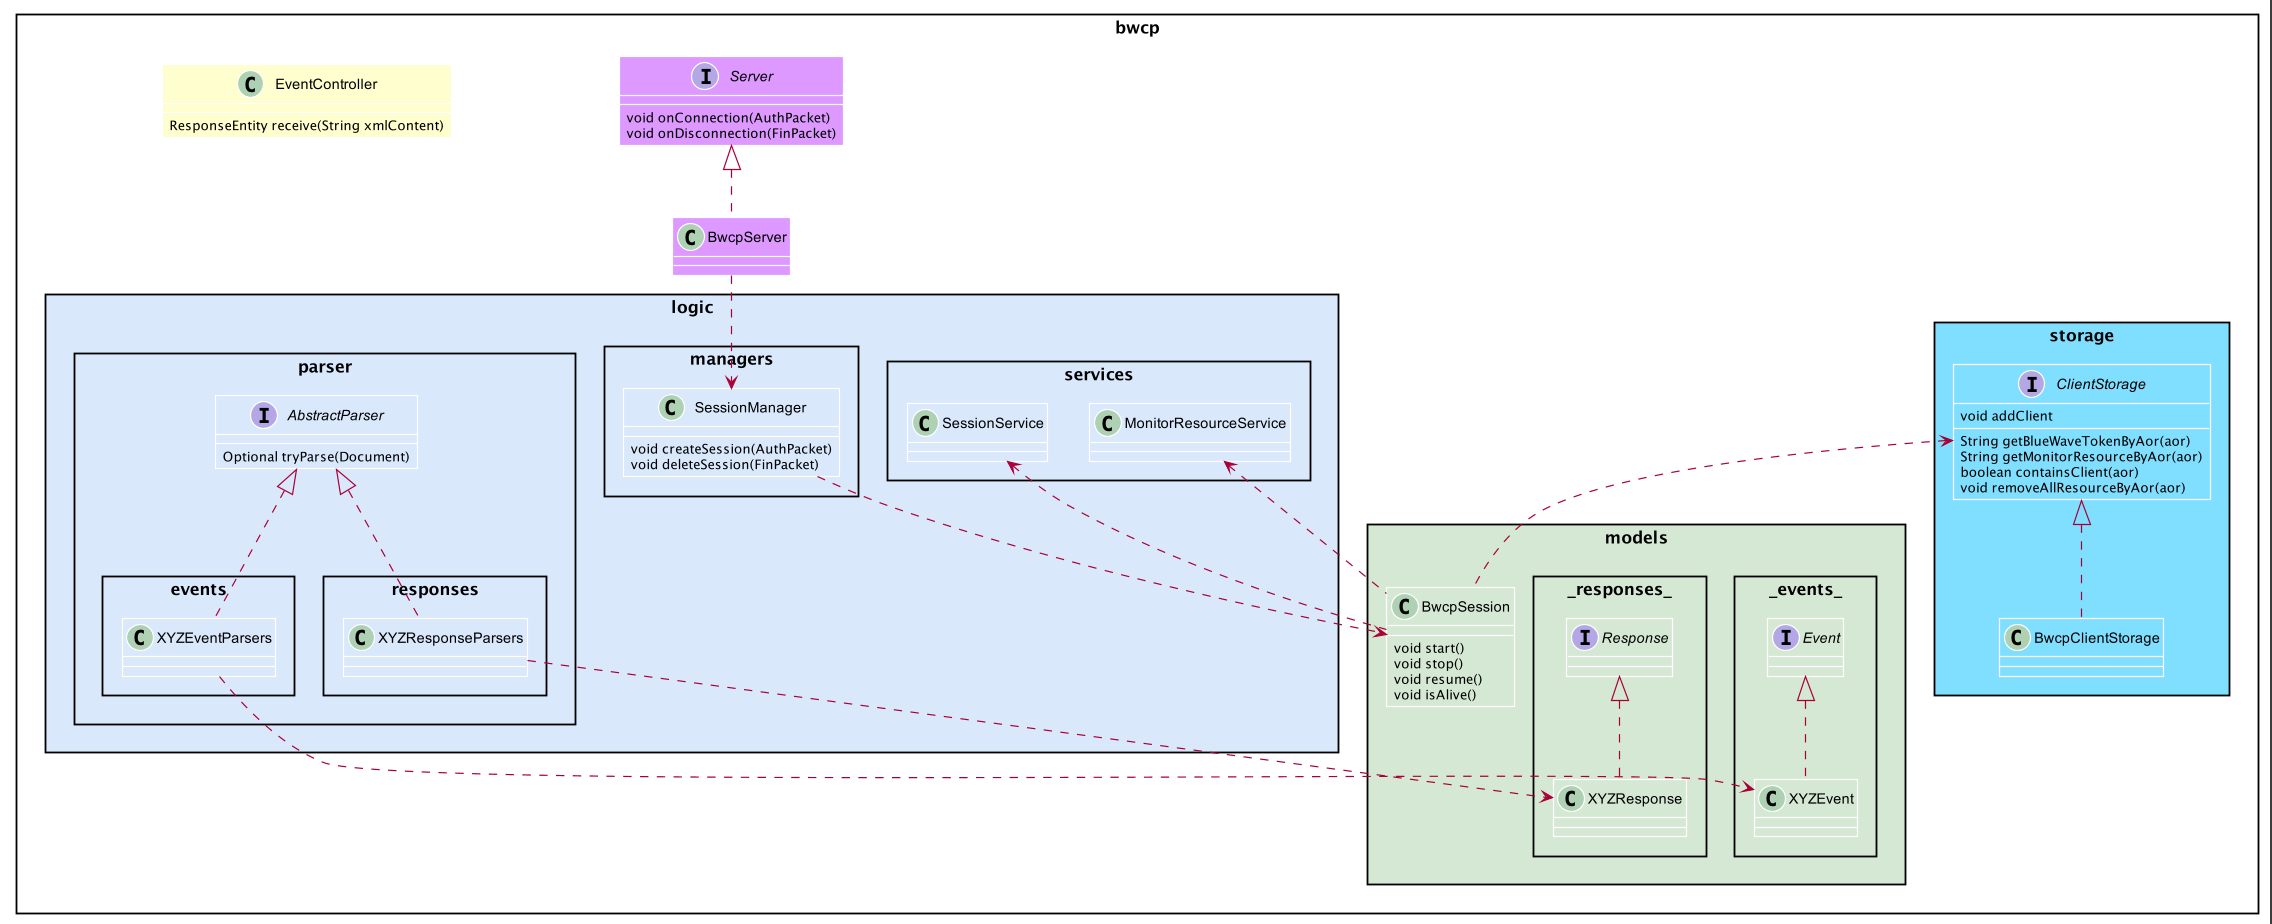 bwcp
C EventController
ResponseEntity receive(String xmlContent)
I Server
void onConnection(AuthPacket)
void onDisconnection(FinPacket)
C BwcpServer
logic
parser
I AbstractParser
Optional tryParse(Document)
events
C XYZEventParsers
responses
C XYZResponseParsers
managers
C SessionManager
void createSession(AuthPacket)
void deleteSession(FinPacket)
services
C SessionService
C MonitorResourceService
models
C BwcpSession
void start()
void stop()
void resume()
void isAlive()
_responses_
I Response
C XYZResponse
_events_
I Event
C XYZEvent
storage
I ClientStorage
void addClient
String getBlueWaveTokenByAor(aor)
String getMonitorResourceByAor(aor)
boolean containsClient(aor)
void removeAllResourceByAor(aor)
C BwcpClientStorage